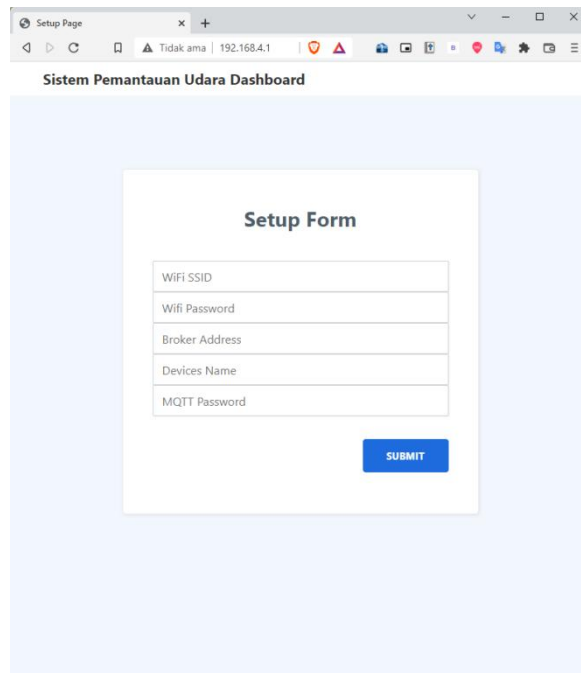 Setup Page
Tidak ama | 192.168.4.1
Sistem Pemantauan Udara Dashboard
Setup Form
WiFi SSID
Wifi Password
Broker Address
Devices Name
MQTT Password
SUBMIT